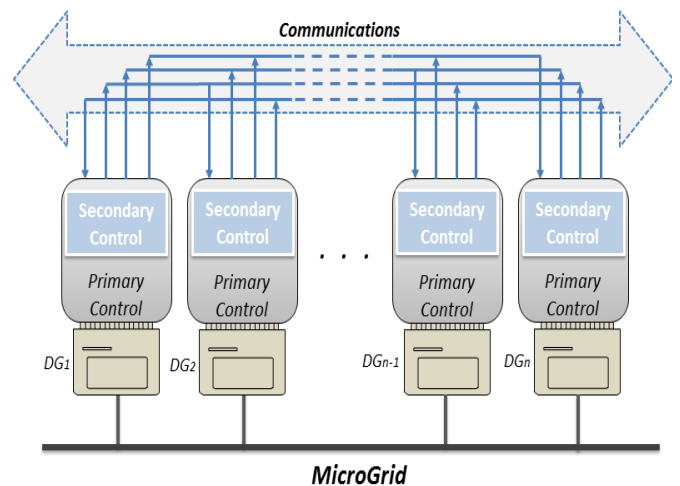 Communications
Secondary Control
Secondary Control
Secondary Control
Secondary Control
. . .
Primary Control
Primary Control
Primary Control
Primary Control
DG1
DG2
DGn-1
DGn
MicroGrid